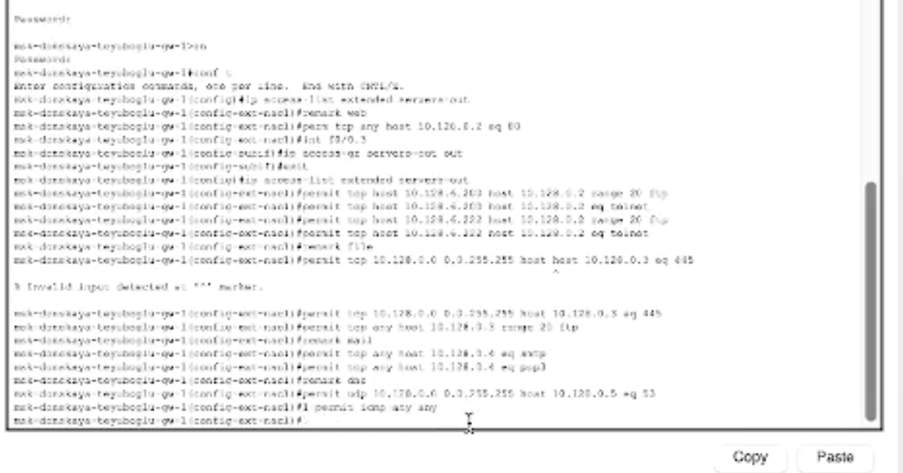 Password:
msk-donskaya-teyuboglu-gw-1>en
Password:
msk-donskaya-teyuboglu-gw-1#conf t
Enter configuration commands, one per line.  End with CNTL/Z.
msk-donskaya-teyuboglu-gw-1(config)#ip access-list extended servers-out
msk-donskaya-teyuboglu-gw-1(config-ext-nacl)#remark web
msk-donskaya-teyuboglu-gw-1(config-ext-nacl)#perm tcp any host 10.128.0.2 eq 80
msk-donskaya-teyuboglu-gw-1(config-ext-nacl)#int f0/0.3
msk-donskaya-teyuboglu-gw-1(config-subif)#ip access-gr servers-out out
msk-donskaya-teyuboglu-gw-1(config-subif)#exit
msk-donskaya-teyuboglu-gw-1(config)#ip access-list extended servers-out
msk-donskaya-teyuboglu-gw-1(config-ext-nacl)#permit tcp host 10.128.6.200 host 10.128.0.2 range 20 ftp
msk-donskaya-teyuboglu-gw-1(config-ext-nacl)#permit tcp host 10.128.6.200 host 10.128.0.2 eq telnet
msk-donskaya-teyuboglu-gw-1(config-ext-nacl)#permit tcp host 10.128.6.222 host 10.128.0.2 range 20 ftp
msk-donskaya-teyuboglu-gw-1(config-ext-nacl)#permit tcp host 10.128.6.222 host 10.128.0.2 eq telnet
msk-donskaya-teyuboglu-gw-1(config-ext-nacl)#remark file
msk-donskaya-teyuboglu-gw-1(config-ext-nacl)#permit tcp 10.128.0.0 0.0.255.255 host host 10.128.0.3 eq 445
^
% Invalid input detected at '^' marker.
msk-donskaya-teyuboglu-gw-1(config-ext-nacl)#permit tcp 10.128.0.0 0.0.255.255 host 10.128.0.3 eq 445
msk-donskaya-teyuboglu-gw-1(config-ext-nacl)#permit tcp any host 10.128.0.3 range 20 ftp
msk-donskaya-teyuboglu-gw-1(config-ext-nacl)#remark mail
msk-donskaya-teyuboglu-gw-1(config-ext-nacl)#permit tcp any host 10.128.0.4 eq smtp
msk-donskaya-teyuboglu-gw-1(config-ext-nacl)#permit tcp any host 10.128.0.4 eq pop3
msk-donskaya-teyuboglu-gw-1(config-ext-nacl)#remark dns
msk-donskaya-teyuboglu-gw-1(config-ext-nacl)#permit udp 10.128.0.0 0.0.255.255 host 10.128.0.5 eq 53
msk-donskaya-teyuboglu-gw-1(config-ext-nacl)#1 permit icmp any any
msk-donskaya-teyuboglu-gw-1(config-ext-nacl)#
Copy
Paste